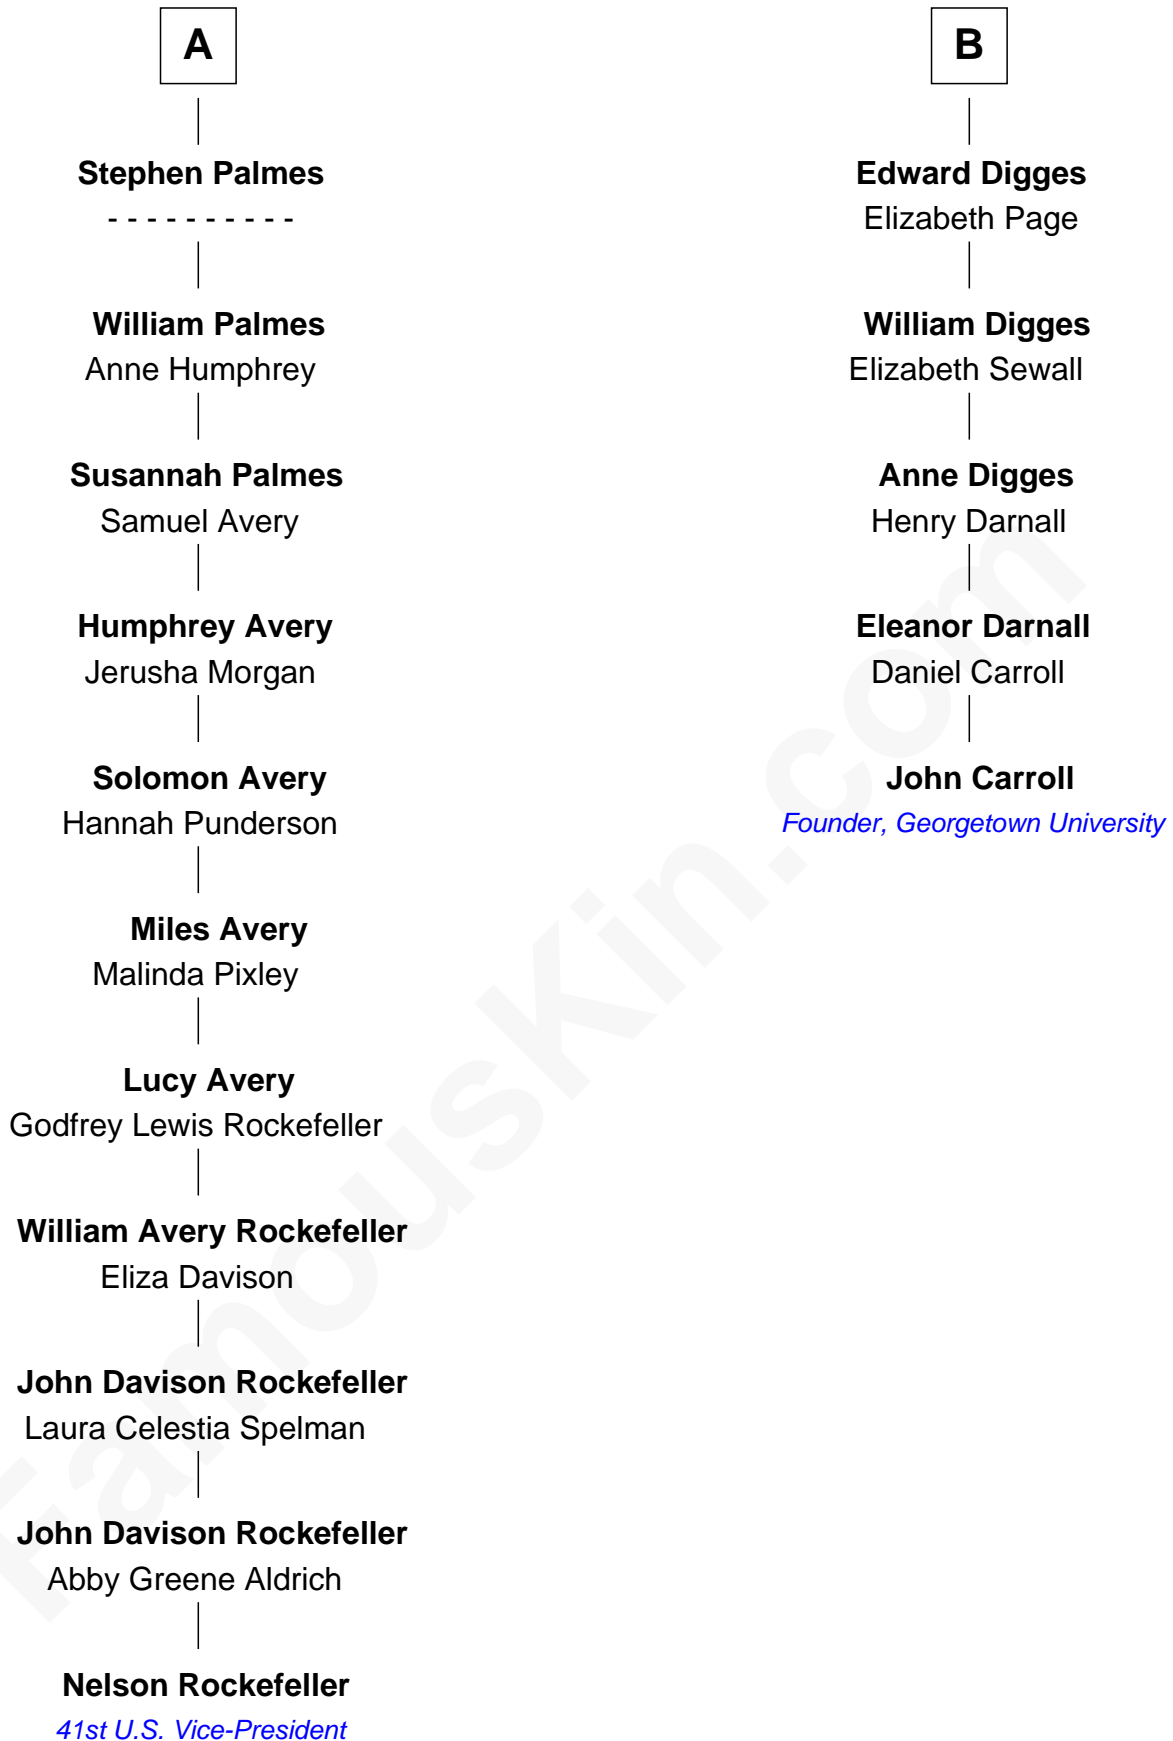 A
Stephen Palmes
- - - - - - - - - -
William Palmes
Anne Humphrey
Susannah Palmes
Samuel Avery
Humphrey Avery
Jerusha Morgan
Solomon Avery
Hannah Punderson
Miles Avery
Malinda Pixley
Lucy Avery
Godfrey Lewis Rockefeller
William Avery Rockefeller
Eliza Davison
John Davison Rockefeller
Laura Celestia Spelman
John Davison Rockefeller
Abby Greene Aldrich
Nelson Rockefeller
41st U.S. Vice-President
B
Edward Digges
Elizabeth Page
William Digges
Elizabeth Sewall
Anne Digges
Henry Darnall
Eleanor Darnall
Daniel Carroll
John Carroll
Founder, Georgetown University
FamousKin.com